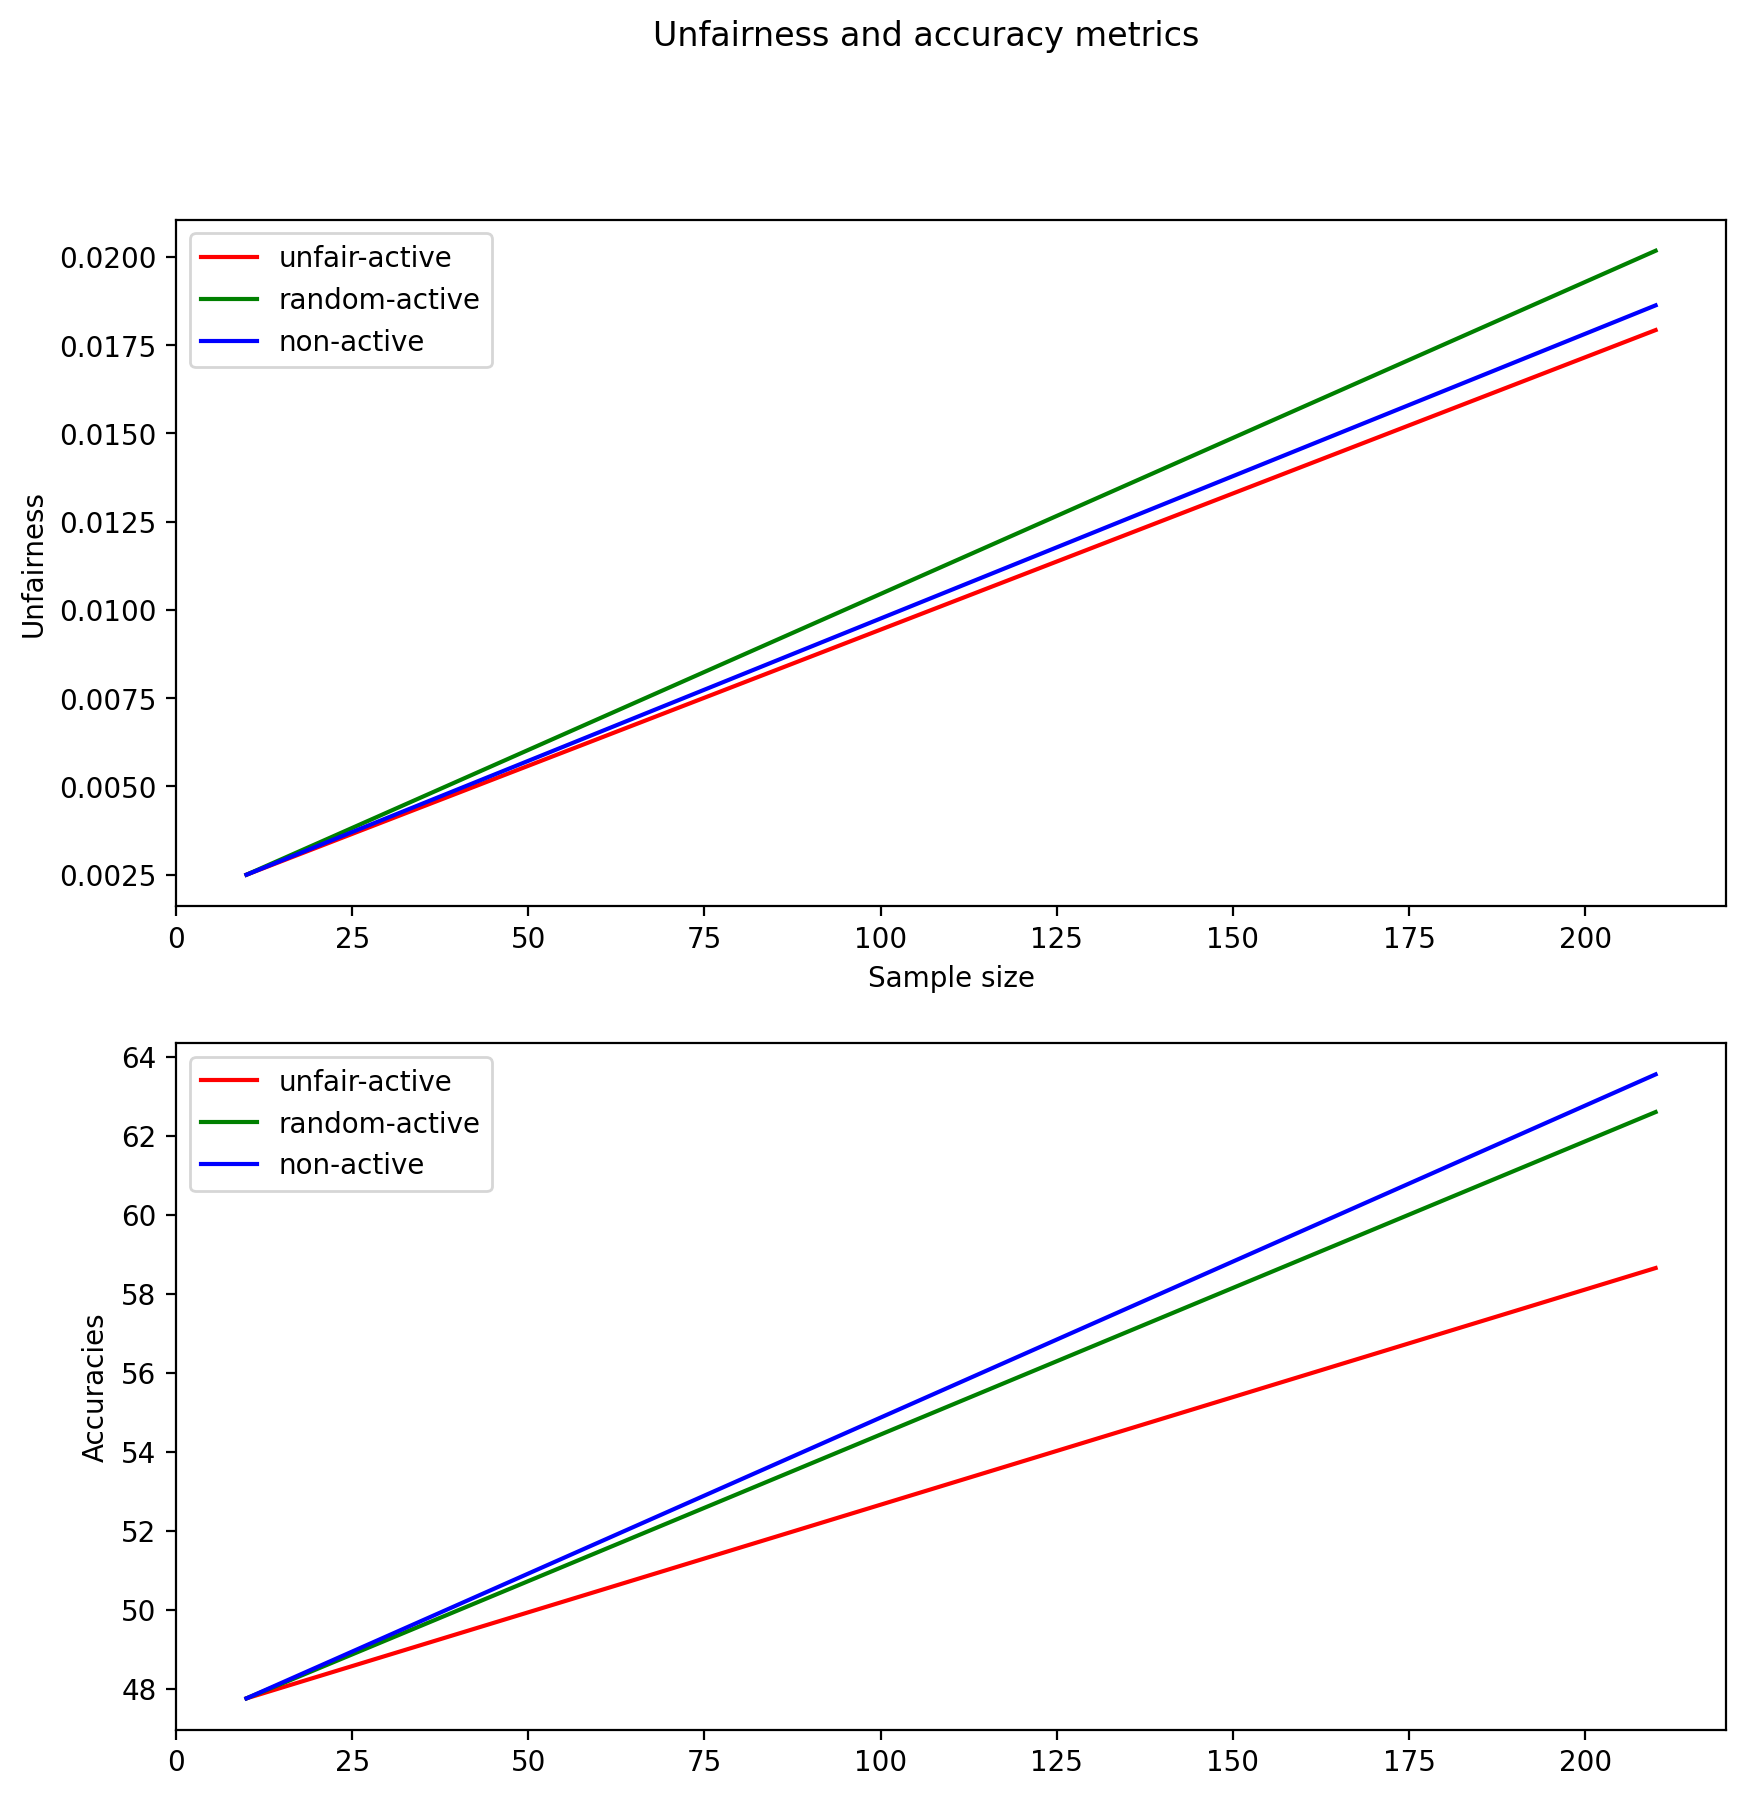 Unfairness and accuracy metrics
0.0200
0.0175
0.0150
0.0125
0.0100
0.0075
0.0050
0.0025
Unfairness
unfair-active
random-active
non-active
0 25 50 75 100 125 150 175 200
Sample size
64
62
60
58
56
54
52
50
48
Accuracies
unfair-active
random-active
non-active
0 25 50 75 100 125 150 175 200